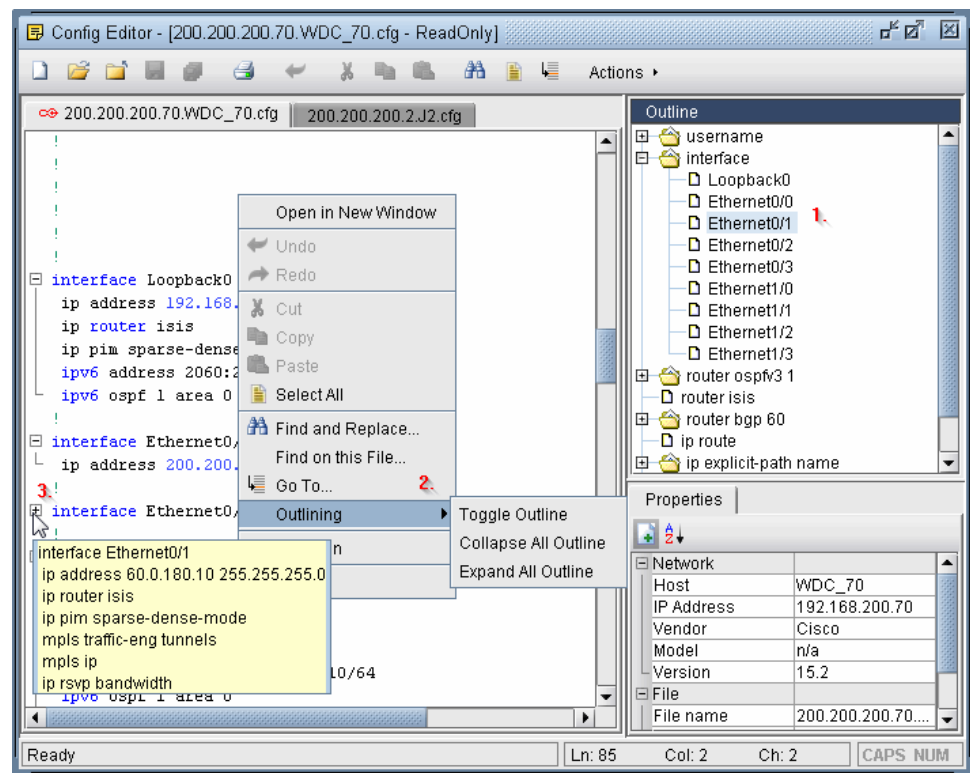 Config Editor - [200.200.200.70.WDC_70.cfg - ReadOnly]
Actions
200.200.200.70.WDC_70.cfg
200.200.200.2.J2.cfg
!
!
!
!
!
!
interface Loopback0
ip address 192.168.
ip router isis
ip pim sparse-dense
ipv6 address 2060:2
ipv6 ospf 1 area 0
!
interface Ethernet0/
ip address 200.200.
3.
!
interface Ethernet0/
interface Ethernet0/1
ip address 60.0.180.10 255.255.255.0
ip router isis
ip pim sparse-dense-mode
mpls traffic-eng tunnels
mpls ip
ip rsvp bandwidth
10/64
ipv6 ospf 1 area 0
Open in New Window
Undo
Redo
Cut
Copy
Paste
Select All
Find and Replace...
Find on this File...
Go To...
2.
Outlining
n
Toggle Outline
Collapse All Outline
Expand All Outline
Outline
username
interface
Loopback0
Ethernet0/0
1.
Ethernet0/1
Ethernet0/2
Ethernet0/3
Ethernet1/0
Ethernet1/1
Ethernet1/2
Ethernet1/3
router ospfv3 1
router isis
router bgp 60
ip route
ip explicit-path name
Properties
Network
Host WDC_70
IP Address 192.168.200.70
Vendor Cisco
Model n/a
Version 15.2
File
File name 200.200.200.70....
Ready
Ln: 85 Col: 2 Ch: 2
CAPS NUM